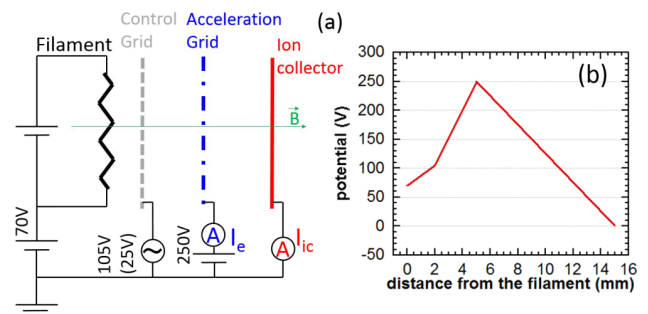 (a)
Control
Grid
Acceleration
Grid
Filament
Ion
collector
B
70V
105V
(25V)
~
250V
A
Ie
A
Iic
(b)
potential (V)
300
250
200
150
100
50
0
-50
0 2 4 6 8 10 12 14 16
distance from the filament (mm)